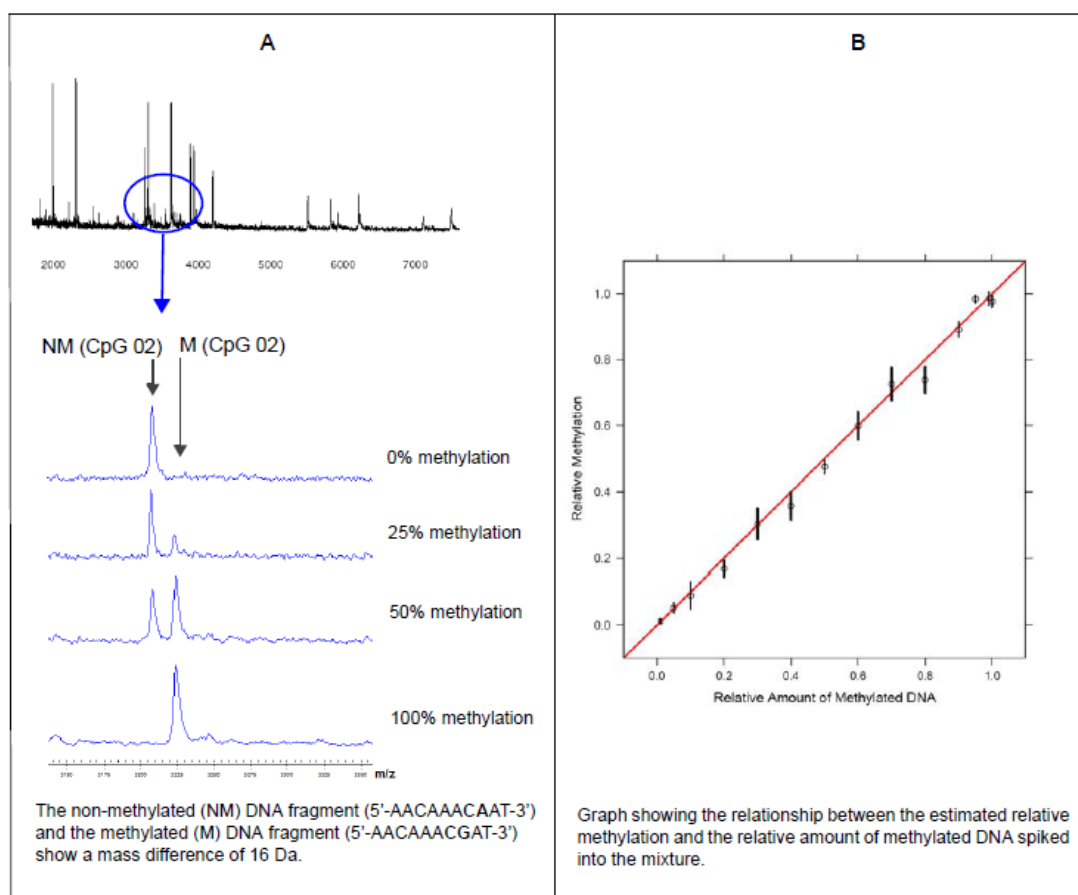 A
2000 3000 4000 5000 6000 7000
NM (CpG 02) M (CpG 02)
0% methylation
25% methylation
50% methylation
100% methylation
m/z
The non-methylated (NM) DNA fragment (5'-AACAAACAAT-3')
and the methylated (M) DNA fragment (5'-AACAAACGAT-3')
show a mass difference of 16 Da.
B
Relative Methylation
1.0
0.8
0.6
0.4
0.2
0.0
0.0 0.2 0.4 0.6 0.8 1.0
Relative Amount of Methylated DNA
Graph showing the relationship between the estimated relative
methylation and the relative amount of methylated DNA spiked
into the mixture.